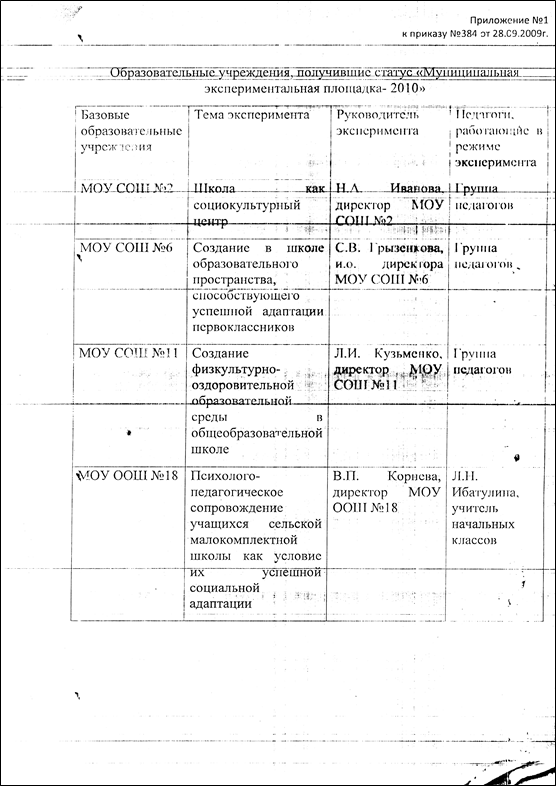 Приложение №1
к приказу №384 от 28.09.2009г.
Образовательные учреждения, получившие статус «Муниципальная
экспериментальная площадка- 2010»
Базовые
образовательные
учреждения
Тема эксперимента
Руководитель
эксперимента
Педагоги,
работающие в
режиме
эксперимента
МОУ СОШ №2
Школа как
социокультурный
центр
Н.А. Иванова,
директор МОУ
СОШ №2
Группа
педагогов
МОУ СОШ №6
Создание в школе
образовательного
пространства,
способствующего
успешной адаптации
первоклассников
С.В. Грызенкова,
и.о. директора
МОУ СОШ №6
Группа
педагогов
МОУ СОШ №11
Создание
физкультурно-
оздоровительной
образовательной
среды в
общеобразовательной
школе
Л.И. Кузьменко,
директор МОУ
СОШ №11
Группа
педагогов
МОУ ООШ №18
Психолого-
педагогическое
сопровождение
учащихся сельской
малокомплектной
школы как условие
их успешной
социальной
адаптации
В.П. Корнева,
директор МОУ
ООШ №18
Л.Н.
Ибатулина,
учитель
начальных
классов